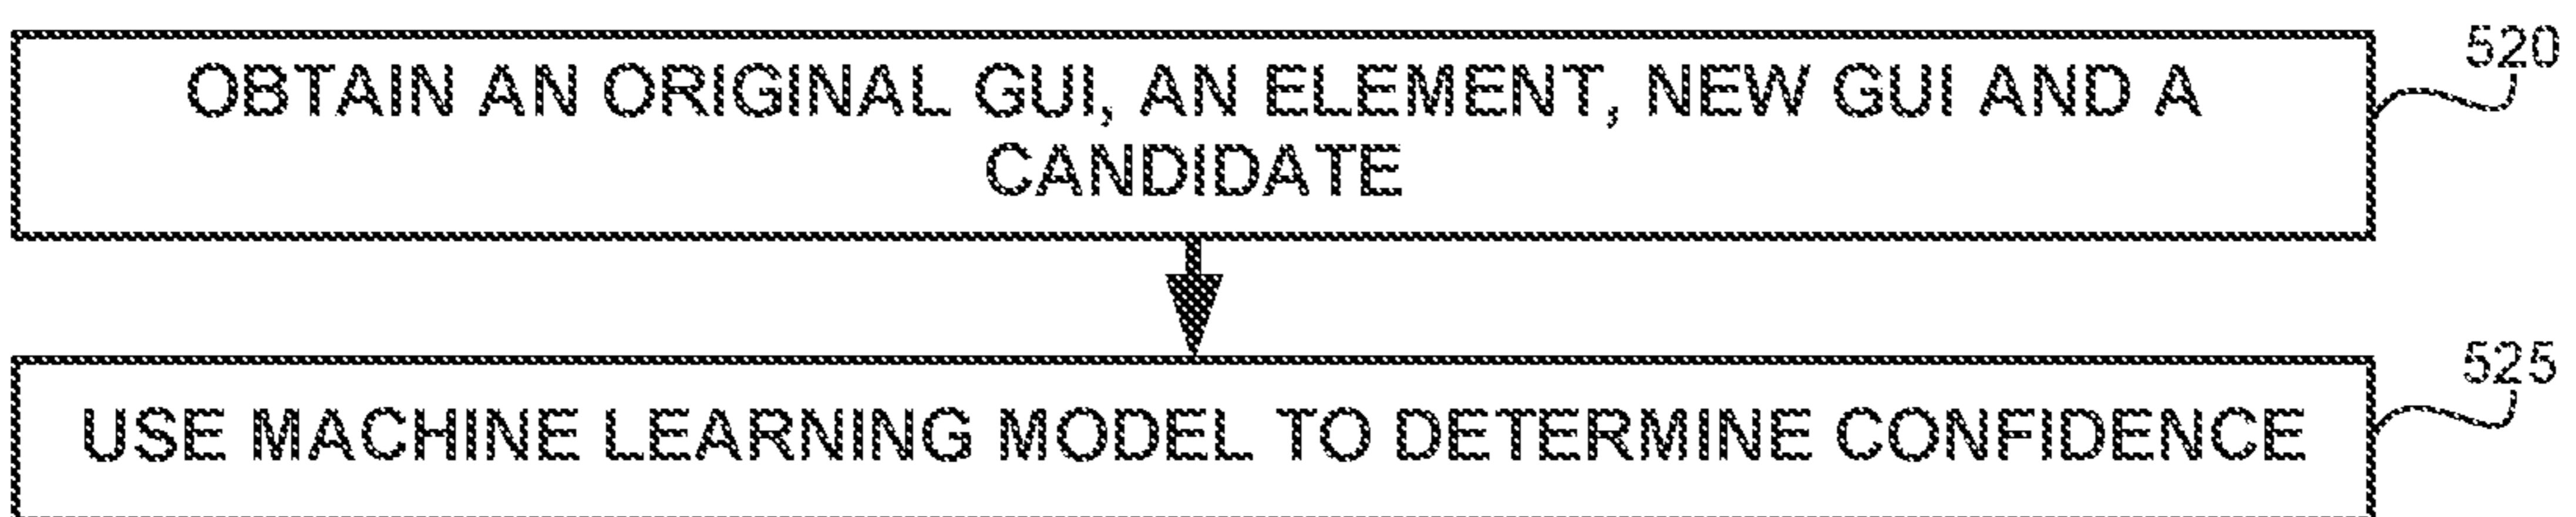 520
OBTAIN AN ORIGINAL GUI, AN ELEMENT, NEW GUI AND A
CANDIDATE
525
USE MACHINE LEARNING MODEL TO DETERMINE CONFIDENCE